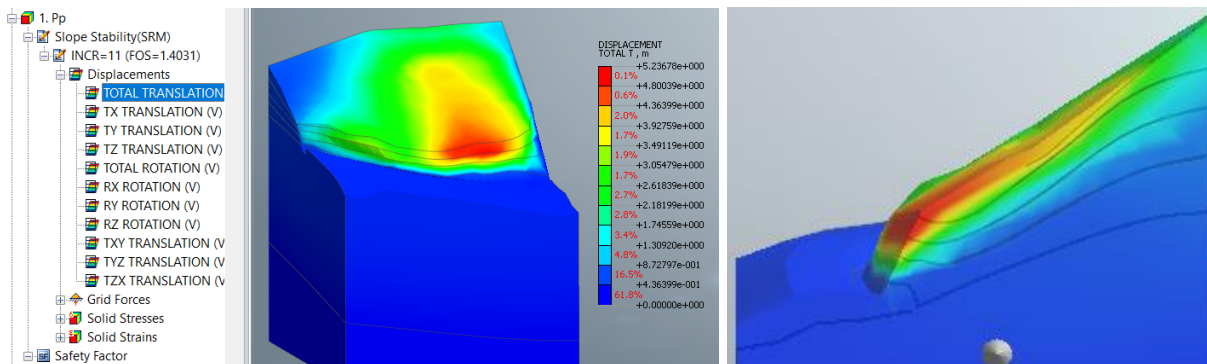 1. Pp
Slope Stability(SRM)
INCR=11 (FOS=1.4031)
Displacements
TOTAL TRANSLATION
TX TRANSLATION (V)
TY TRANSLATION (V)
TZ TRANSLATION (V)
TOTAL ROTATION (V)
RX ROTATION (V)
RY ROTATION (V)
RZ ROTATION (V)
TXY TRANSLATION (V
TYZ TRANSLATION (V
TZX TRANSLATION (V
Grid Forces
Solid Stresses
Solid Strains
SF Safety Factor
DISPLACEMENT
TOTAL T , m
+5.23678e+000
0.1%
+4.80039e+000
0.6%
+4.36399e+000
2.0%
+3.92759e+000
1.7%
+3.49119e+000
1.9%
+3.05479e+000
1.7%
+2.61839e+000
2.7%
+2.18199e+000
2.8%
+1.74559e+000
3.4%
+1.30920e+000
4.8%
+8.72797e-001
16.5%
+4.36399e-001
61.8%
+0.00000e+000